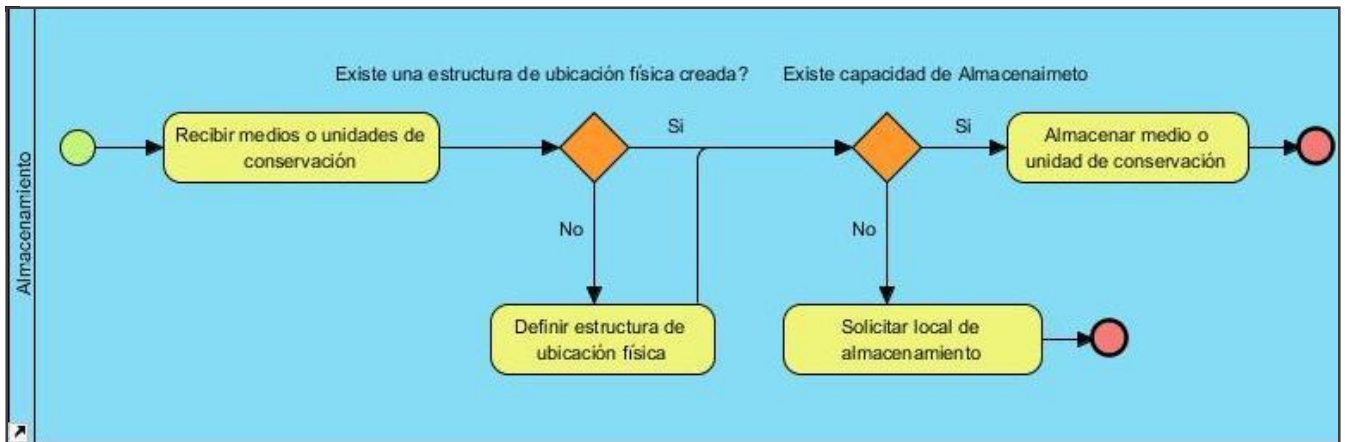 Almacenamiento
Existe una estructura de ubicación física creada?
Existe capacidad de Almacenaimeto
Recibir medios o unidades de
conservación
Si
Si
Almacenar medio o
unidad de conservación
No
No
Definir estructura de
ubicación física
Solicitar local de
almacenamiento